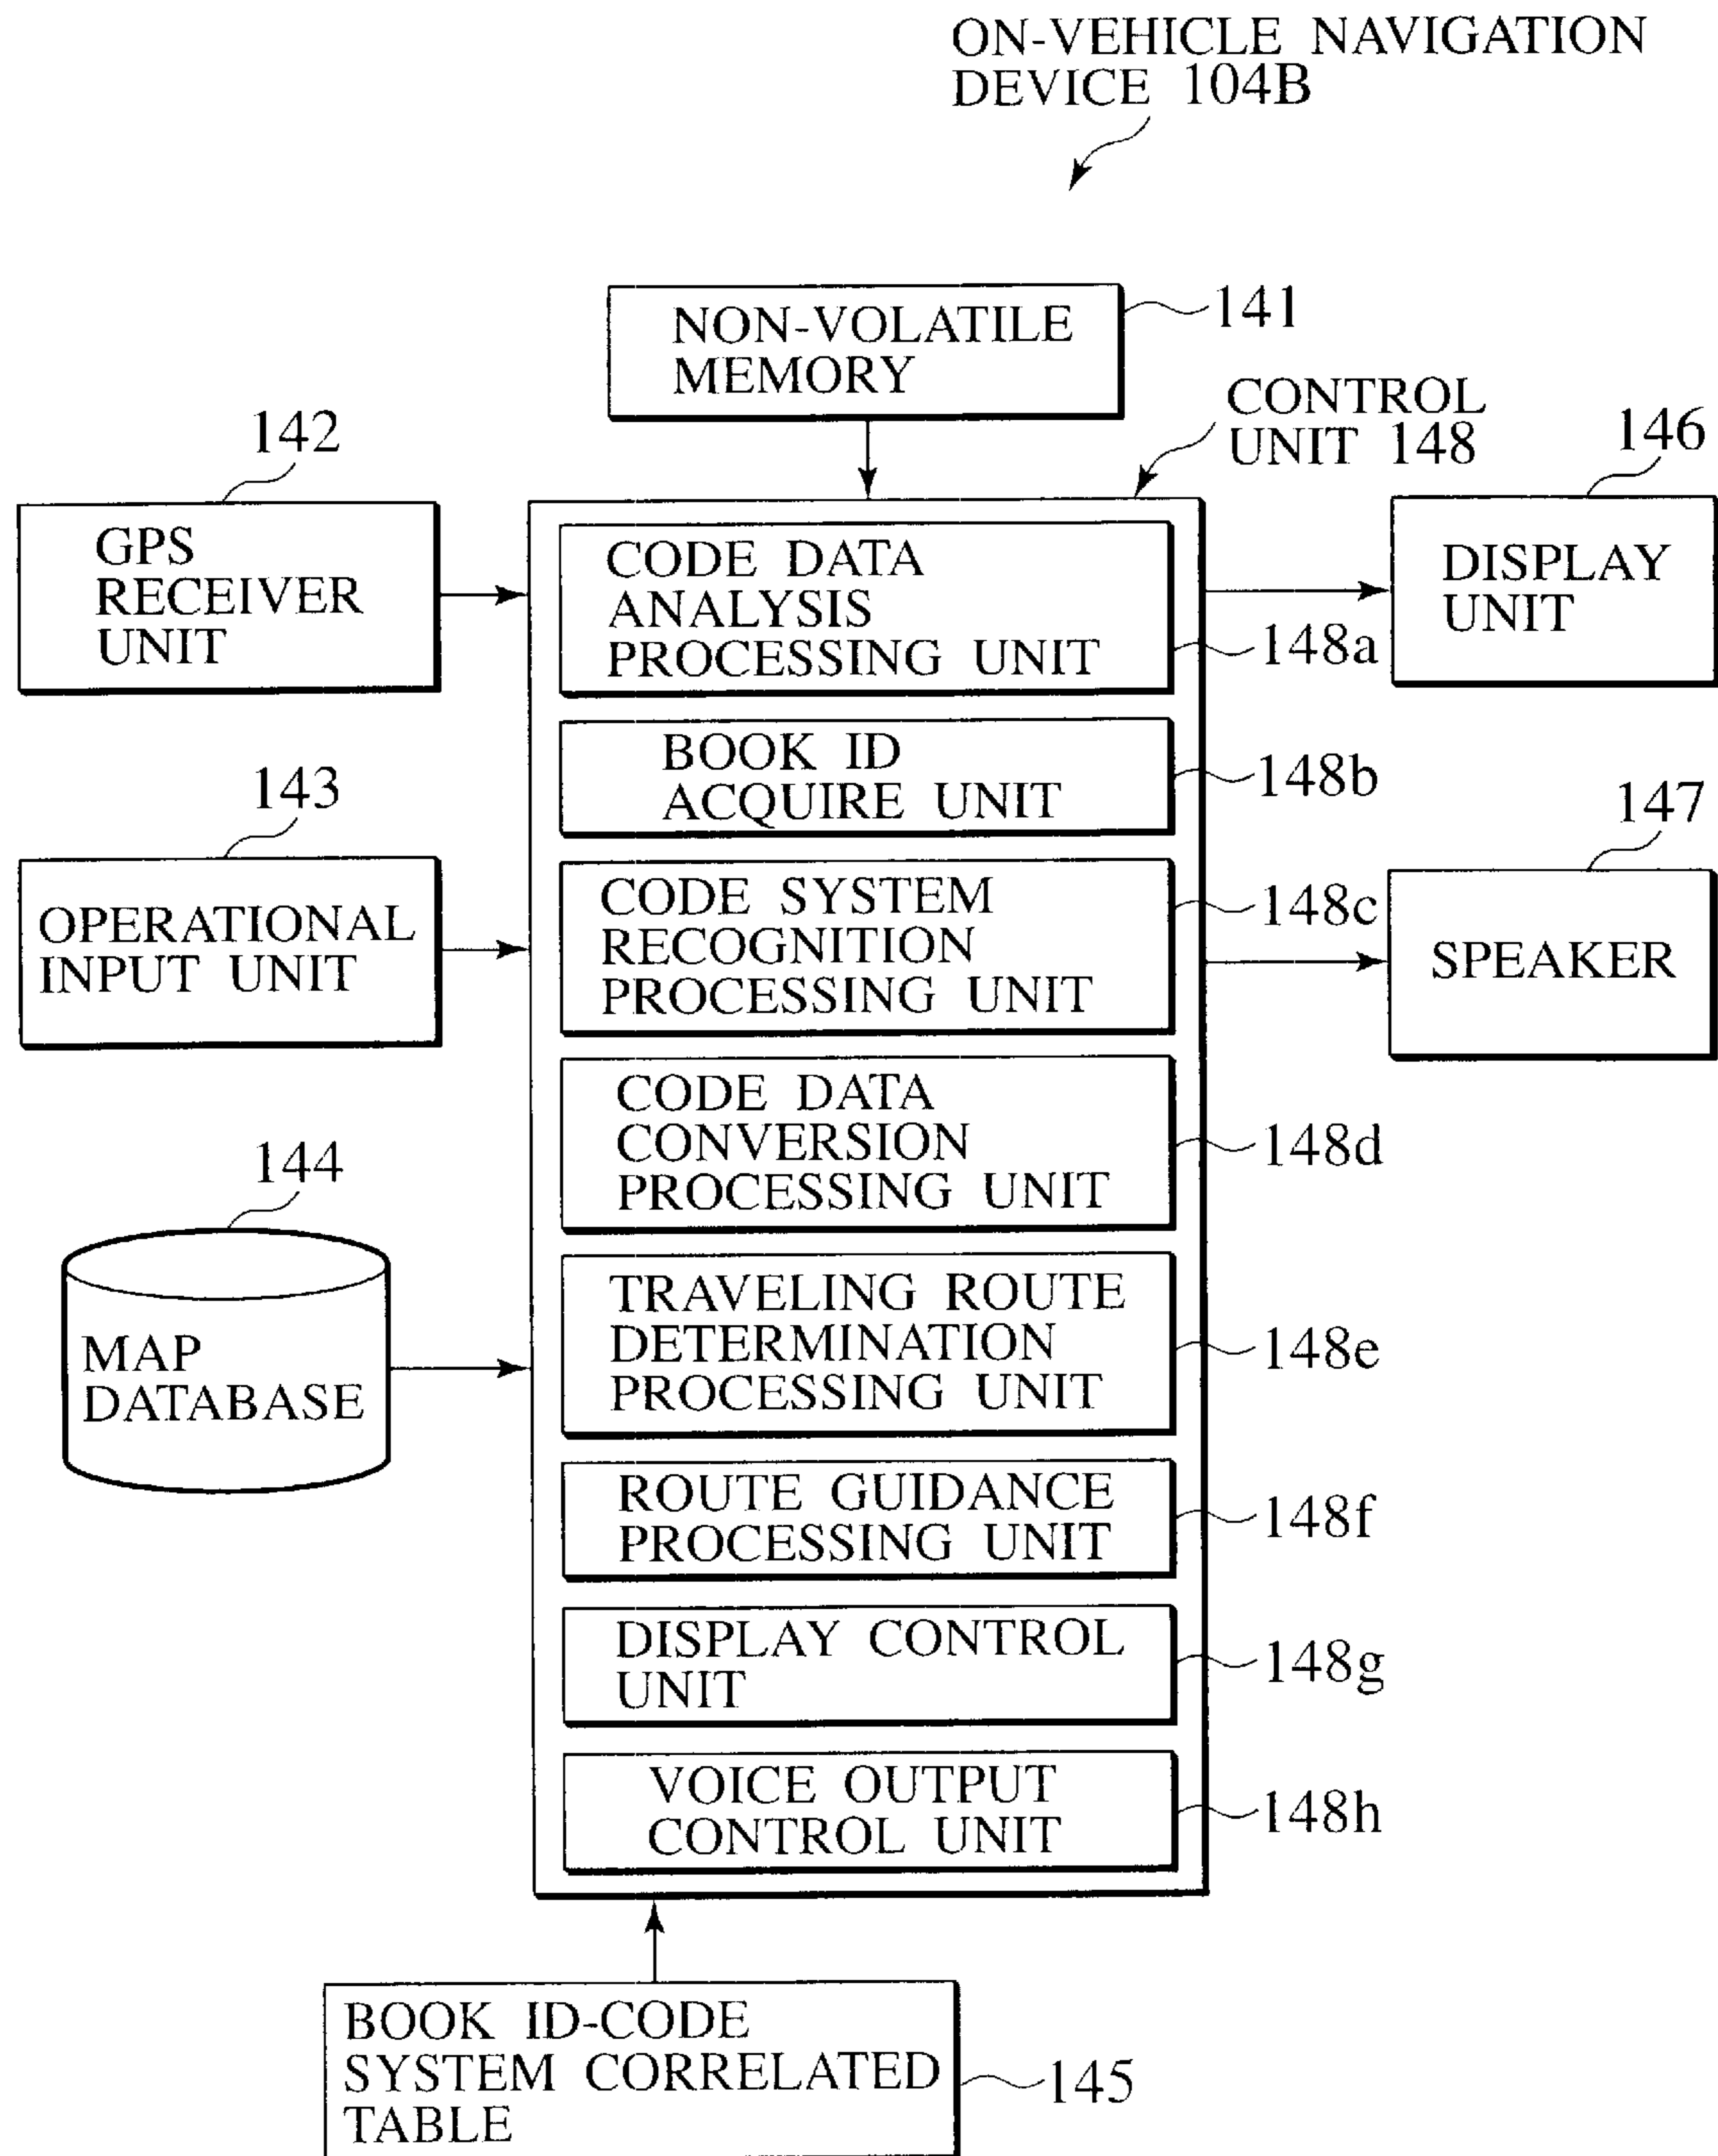 ON-VEHICLE NAVIGATION
DEVICE 104B
NON-VOLATILE
MEMORY
141
CONTROL
UNIT 148
142
GPS
RECEIVER
UNIT
143
OPERATIONAL
INPUT UNIT
144
MAP
DATABASE
CODE DATA
ANALYSIS
PROCESSING UNIT
148a
BOOK ID
ACQUIRE UNIT
148b
CODE SYSTEM
RECOGNITION
PROCESSING UNIT
148c
CODE DATA
CONVERSION
PROCESSING UNIT
148d
TRAVELING ROUTE
DETERMINATION
PROCESSING UNIT
148e
ROUTE GUIDANCE
PROCESSING UNIT
148f
DISPLAY CONTROL
UNIT
148g
VOICE OUTPUT
CONTROL UNIT
148h
146
DISPLAY
UNIT
147
SPEAKER
BOOK ID-CODE
SYSTEM CORRELATED
TABLE
145